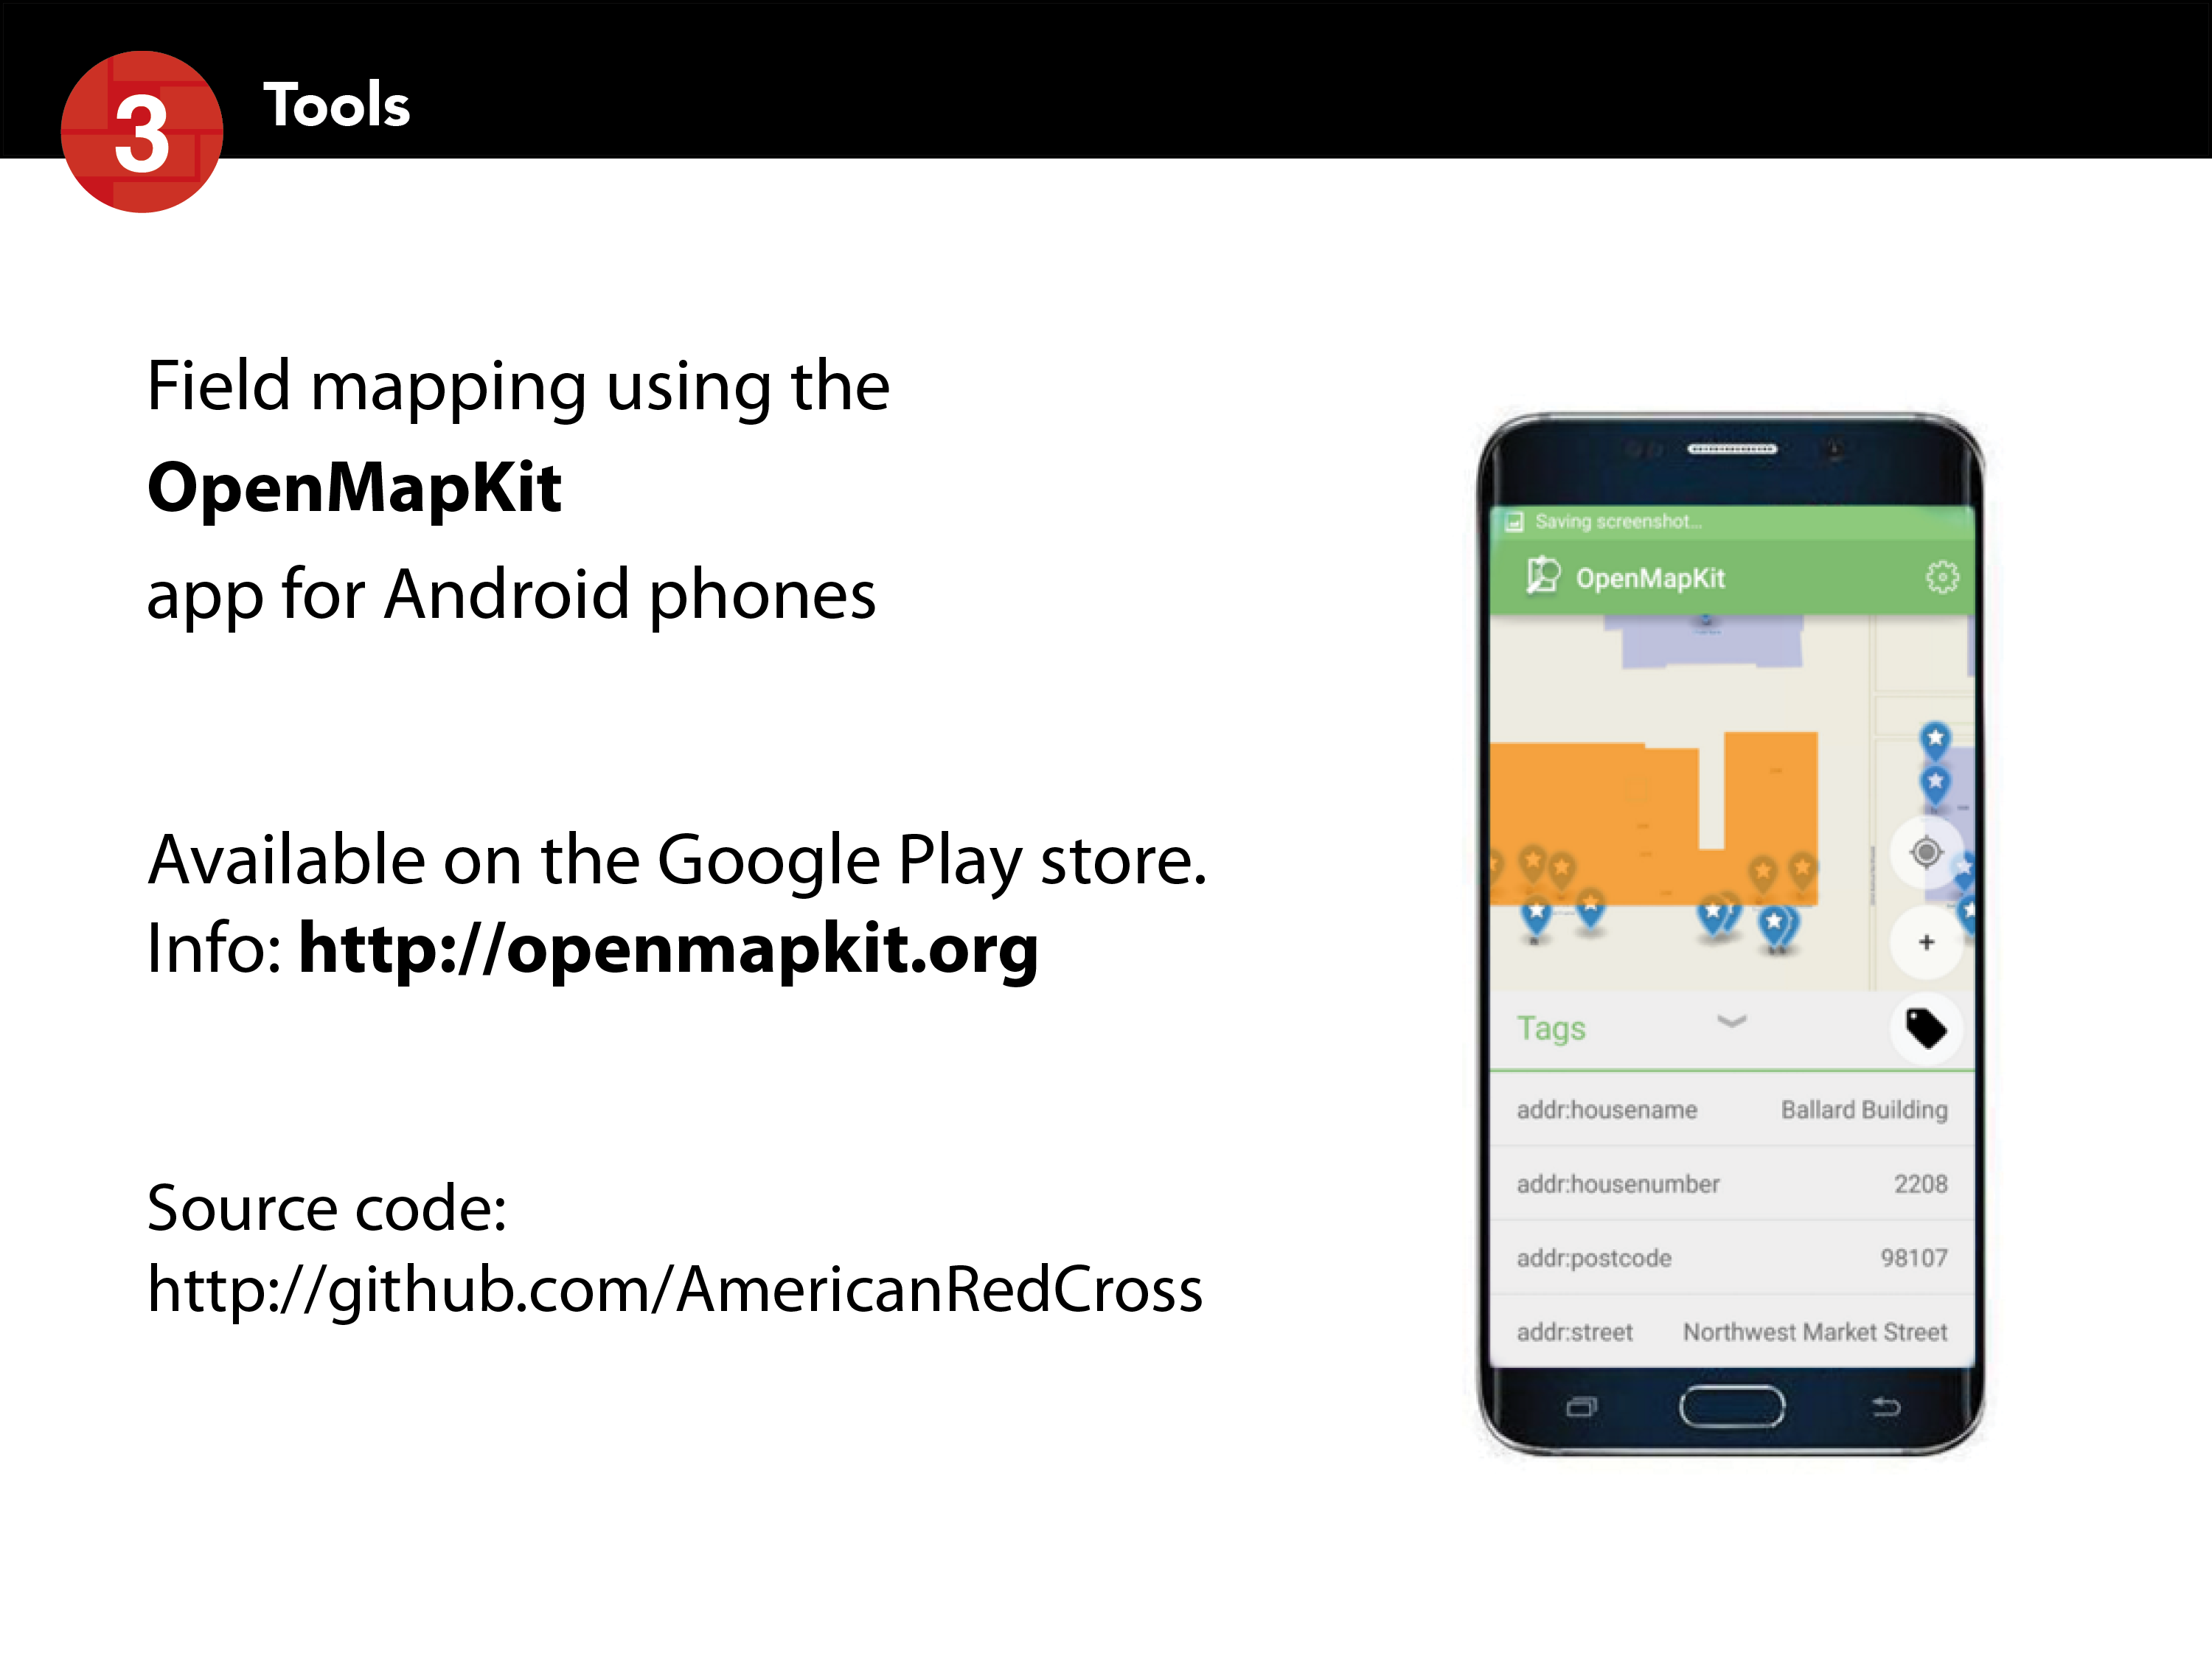 3
Tools
Field mapping using the
OpenMapKit
app for Android phones
Available on the Google Play store.
Info: http://openmapkit.org
Source code:
http://github.com/AmericanRedCross
Saving screenshot...
OpenMapKit
Tags
addr:housename Ballard Building
addr:housenumber 2208
addr:postcode 98107
addr:street Northwest Market Street